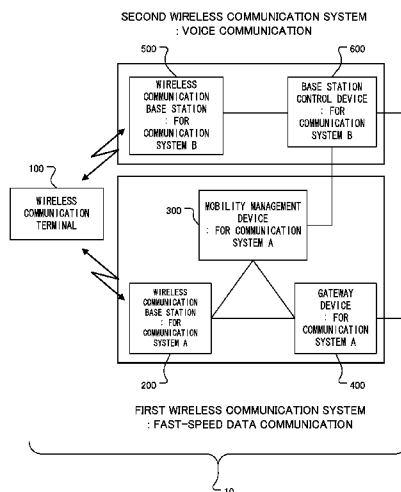 SECOND WIRELESS COMMUNICATION SYSTEM
: VOICE COMMUNICATION
500
600
WIRELESS
COMMUNICATION
BASE STATION
: FOR
COMMUNICATION
SYSTEM B
BASE STATION
CONTROL DEVICE
: FOR
COMMUNICATION
SYSTEM B
100
WIRELESS
COMMUNICATION
TERMINAL
300
MOBILITY MANAGEMENT
DEVICE
: FOR COMMUNICATION
SYSTEM A
WIRELESS
COMMUNICATION
BASE STATION
: FOR
COMMUNICATION
SYSTEM A
GATEWAY
DEVICE
: FOR
COMMUNICATION
SYSTEM A
200
400
FIRST WIRELESS COMMUNICATION SYSTEM
: FAST-SPEED DATA COMMUNICATION
10